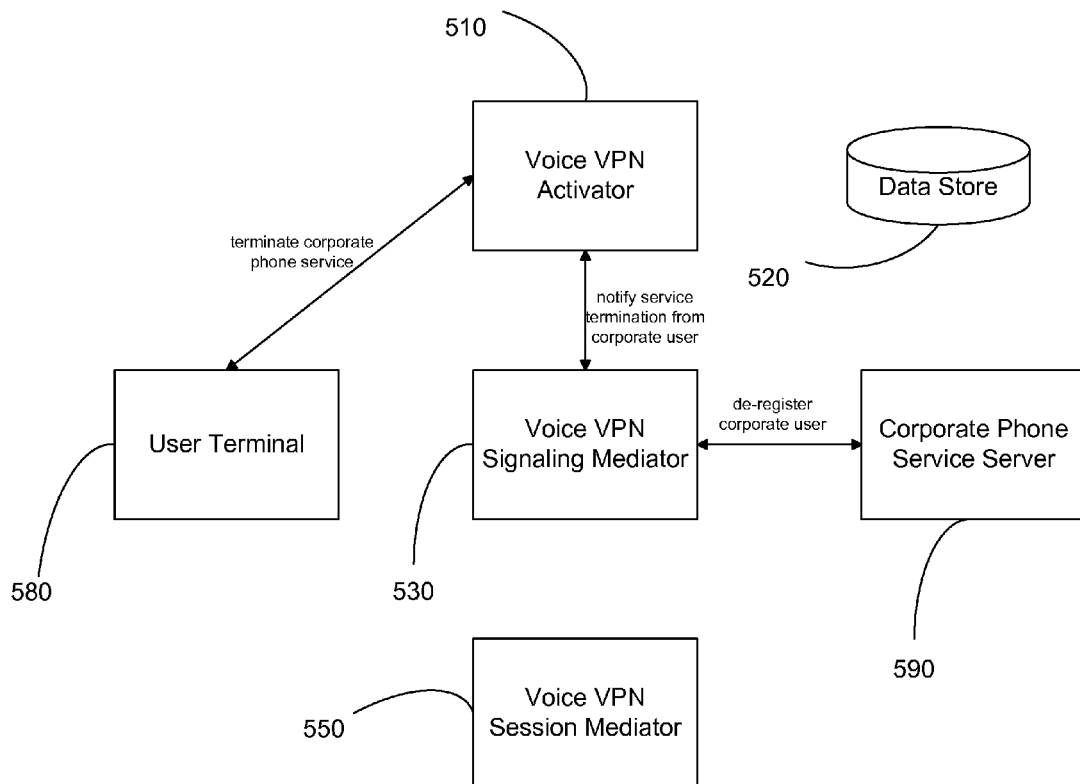 510
Voice VPN
Activator
Data Store
terminate corporate
phone service
520
notify service
termination from
corporate user
de-register
corporate user
User Terminal
Voice VPN
Signaling Mediator
Corporate Phone
Service Server
580
530
590
Voice VPN
Session Mediator
550